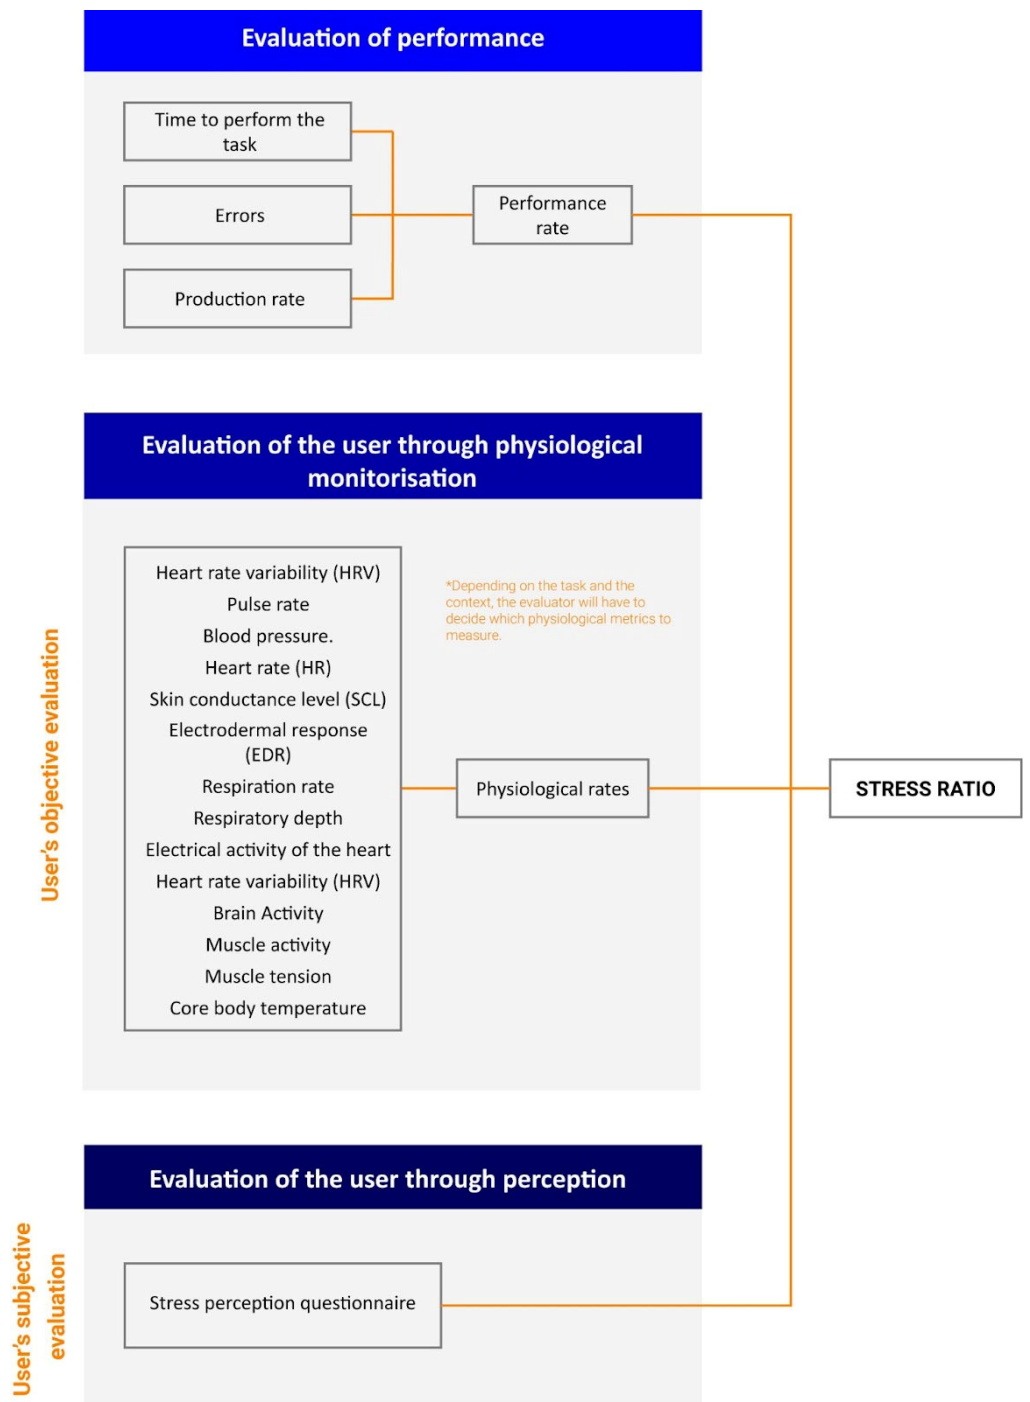 Evaluation of performance
Time to perform the
task
Errors
Production rate
Performance
rate
Evaluation of the user through physiological
monitorisation
User's objective evaluation
Heart rate variability (HRV)
Pulse rate
Blood pressure.
Heart rate (HR)
Skin conductance level (SCL)
Electrodermal response
(EDR)
Respiration rate
Respiratory depth
Electrical activity of the heart
Heart rate variability (HRV)
Brain Activity
Muscle activity
Muscle tension
Core body temperature
*Depending on the task and the
context, the evaluator will have to
decide which physiological metrics to
measure.
Physiological rates
STRESS RATIO
Evaluation of the user through perception
User's subjective
evaluation
Stress perception questionnaire